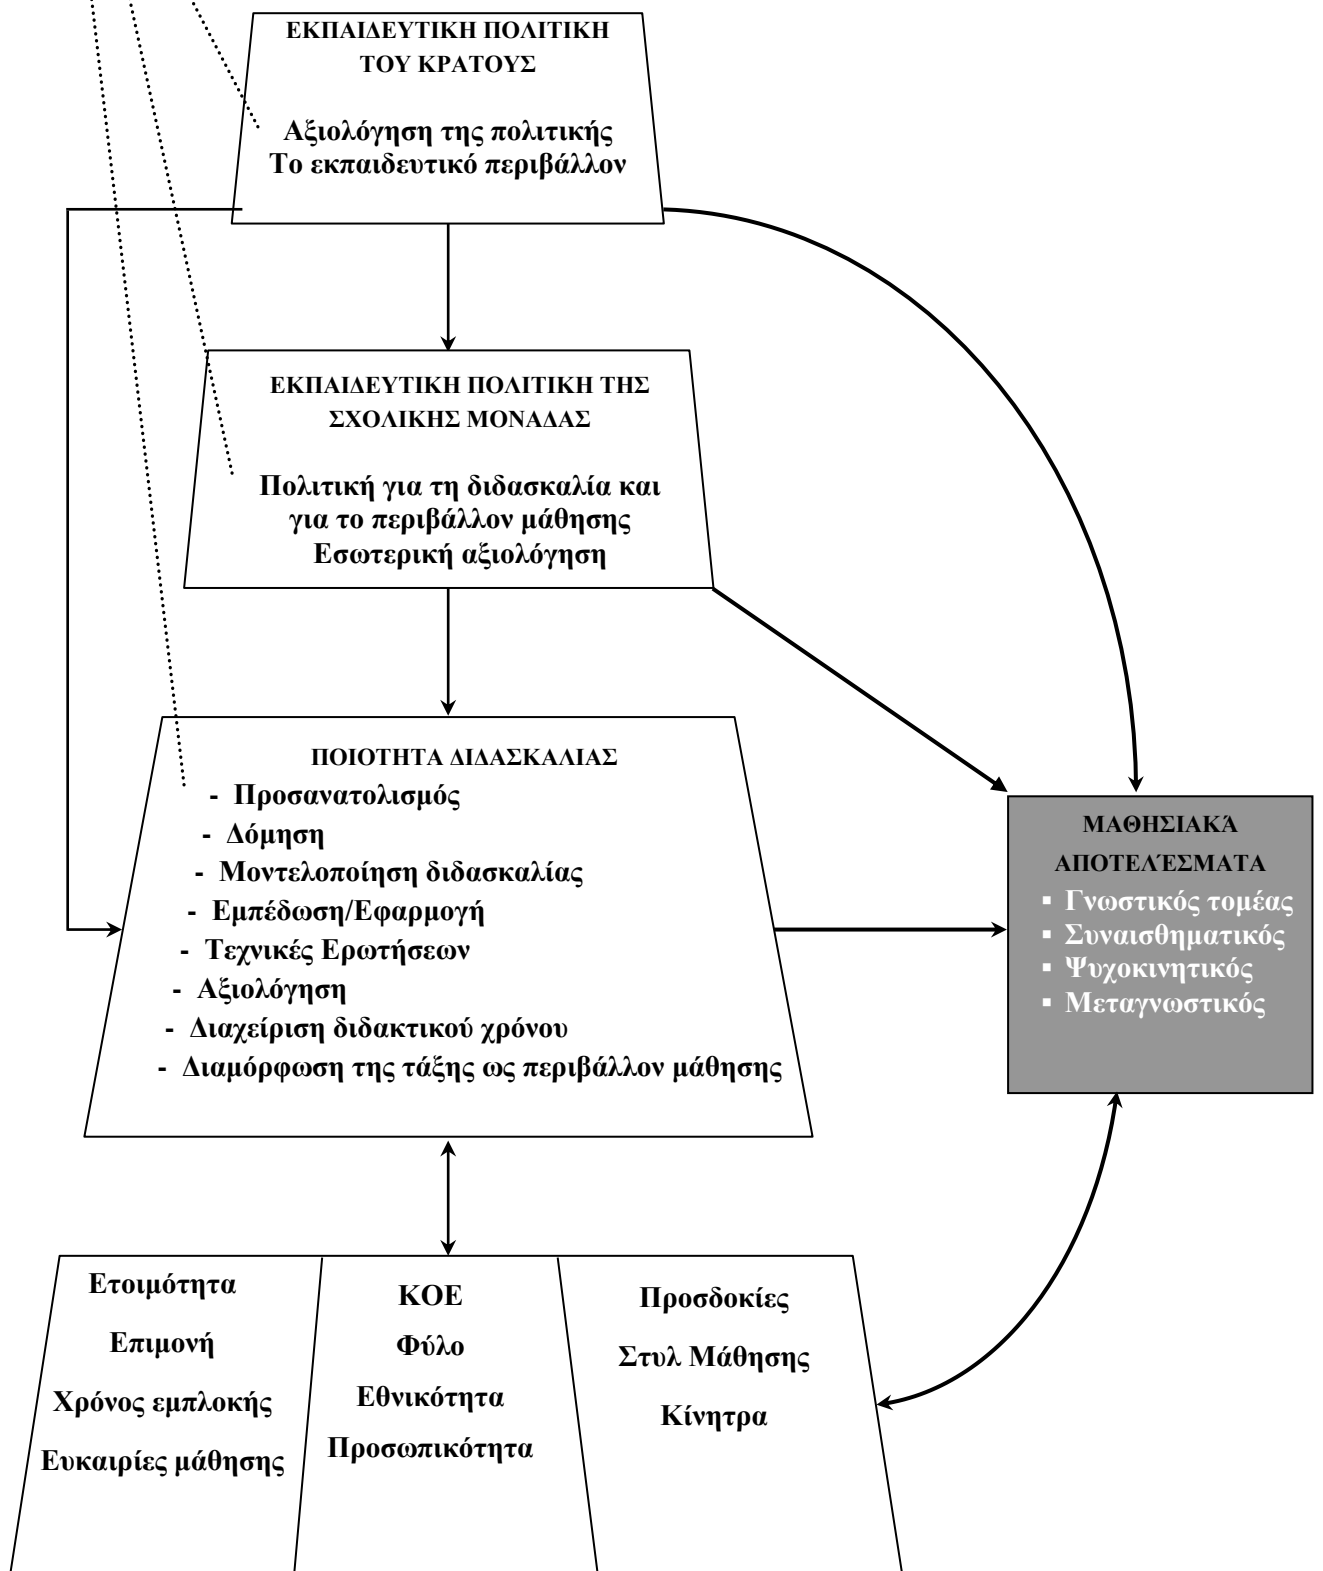 ΕΚΠΑΙΔΕΥΤΙΚΗ ΠΟΛΙΤΙΚΗ
ΤΟΥ ΚΡΑΤΟΥΣ
Αξιολόγηση της πολιτικής
Το εκπαιδευτικό περιβάλλον
ΕΚΠΑΙΔΕΥΤΙΚΗ ΠΟΛΙΤΙΚΗ ΤΗΣ
ΣΧΟΛΙΚΗΣ ΜΟΝΑΔΑΣ
Πολιτική για τη διδασκαλία και
για το περιβάλλον μάθησης
Εσωτερική αξιολόγηση
ΠΟΙΟΤΗΤΑ ΔΙΔΑΣΚΑΛΙΑΣ
- Προσανατολισμός
- Δόμηση
- Μοντελοποίηση διδασκαλίας
- Εμπέδωση/Εφαρμογή
- Τεχνικές Ερωτήσεων
- Αξιολόγηση
- Διαχείριση διδακτικού χρόνου
- Διαμόρφωση της τάξης ως περιβάλλον μάθησης
ΜΑΘΗΣΙΑΚΆ
ΑΠΟΤΕΛΈΣΜΑΤΑ
▪ Γνωστικός τομέας
▪ Συναισθηματικός
▪ Ψυχοκινητικός
▪ Μεταγνωστικός
Ετοιμότητα
Επιμονή
Χρόνος εμπλοκής
Ευκαιρίες μάθησης
ΚΟΕ
Φύλο
Εθνικότητα
Προσωπικότητα
Προσδοκίες
Στυλ Μάθησης
Κίνητρα